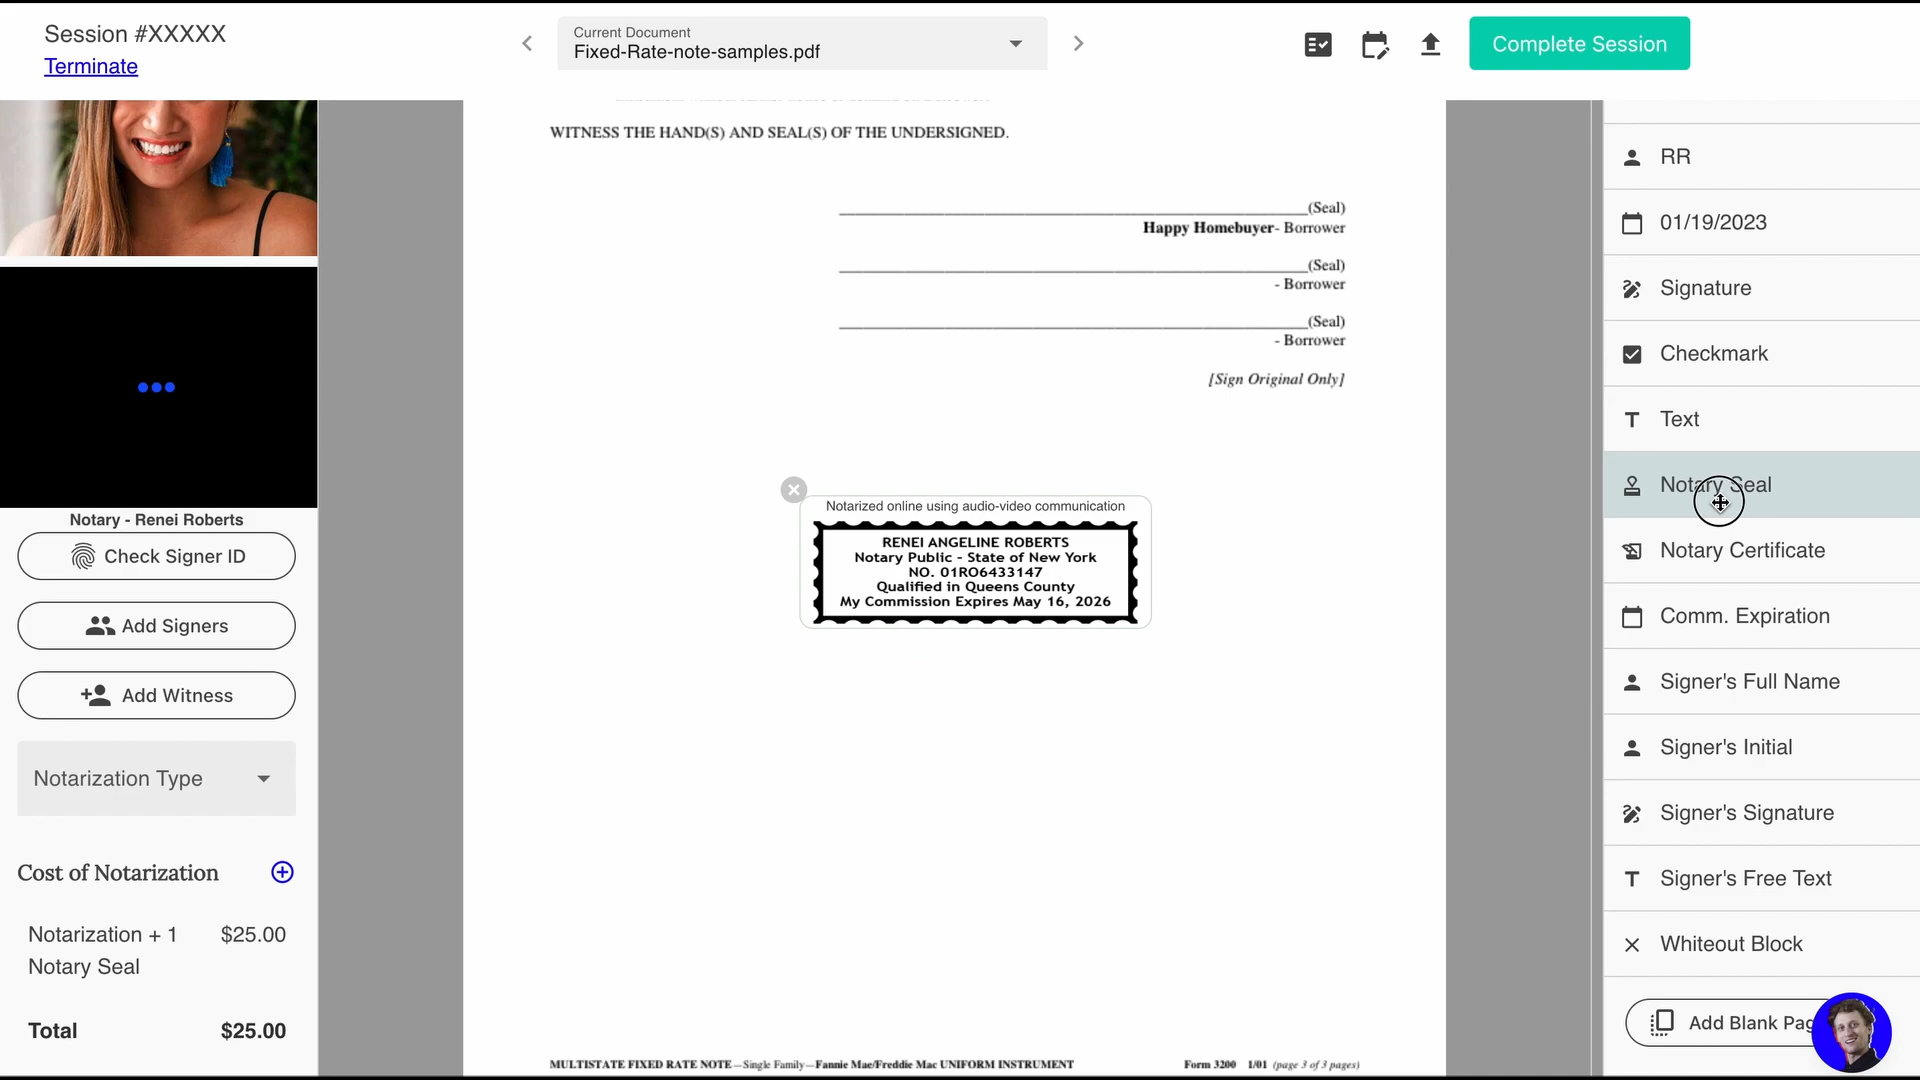 Session #XXXXX
Terminate
Current Document
Fixed-Rate-note-samples.pdf
Complete Session
WITNESS THE HAND(S) AND SEAL(S) OF THE UNDERSIGNED.
(Seal)
Happy Homebuyer- Borrower
(Seal)
- Borrower
(Seal)
- Borrower
[Sign Original Only]
Notarized online using audio-video communication
RENEI ANGELINE ROBERTS
Notary Public - State of New York
NO. 01RO6433147
Qualified in Queens County
My Commission Expires May 16, 2026
MULTISTATE FIXED RATE NOTE—Single Family—Fannie Mae/Freddie Mac UNIFORM INSTRUMENT Form 3200 1/01 (page 3 of 3 pages)
Notary - Renei Roberts
Check Signer ID
Add Signers
Add Witness
Notarization Type
Cost of Notarization
Notarization + 1 $25.00
Notary Seal
Total $25.00
RR
01/19/2023
Signature
Checkmark
Text
Notary Seal
Notary Certificate
Comm. Expiration
Signer's Full Name
Signer's Initial
Signer's Signature
Signer's Free Text
Whiteout Block
Add Blank